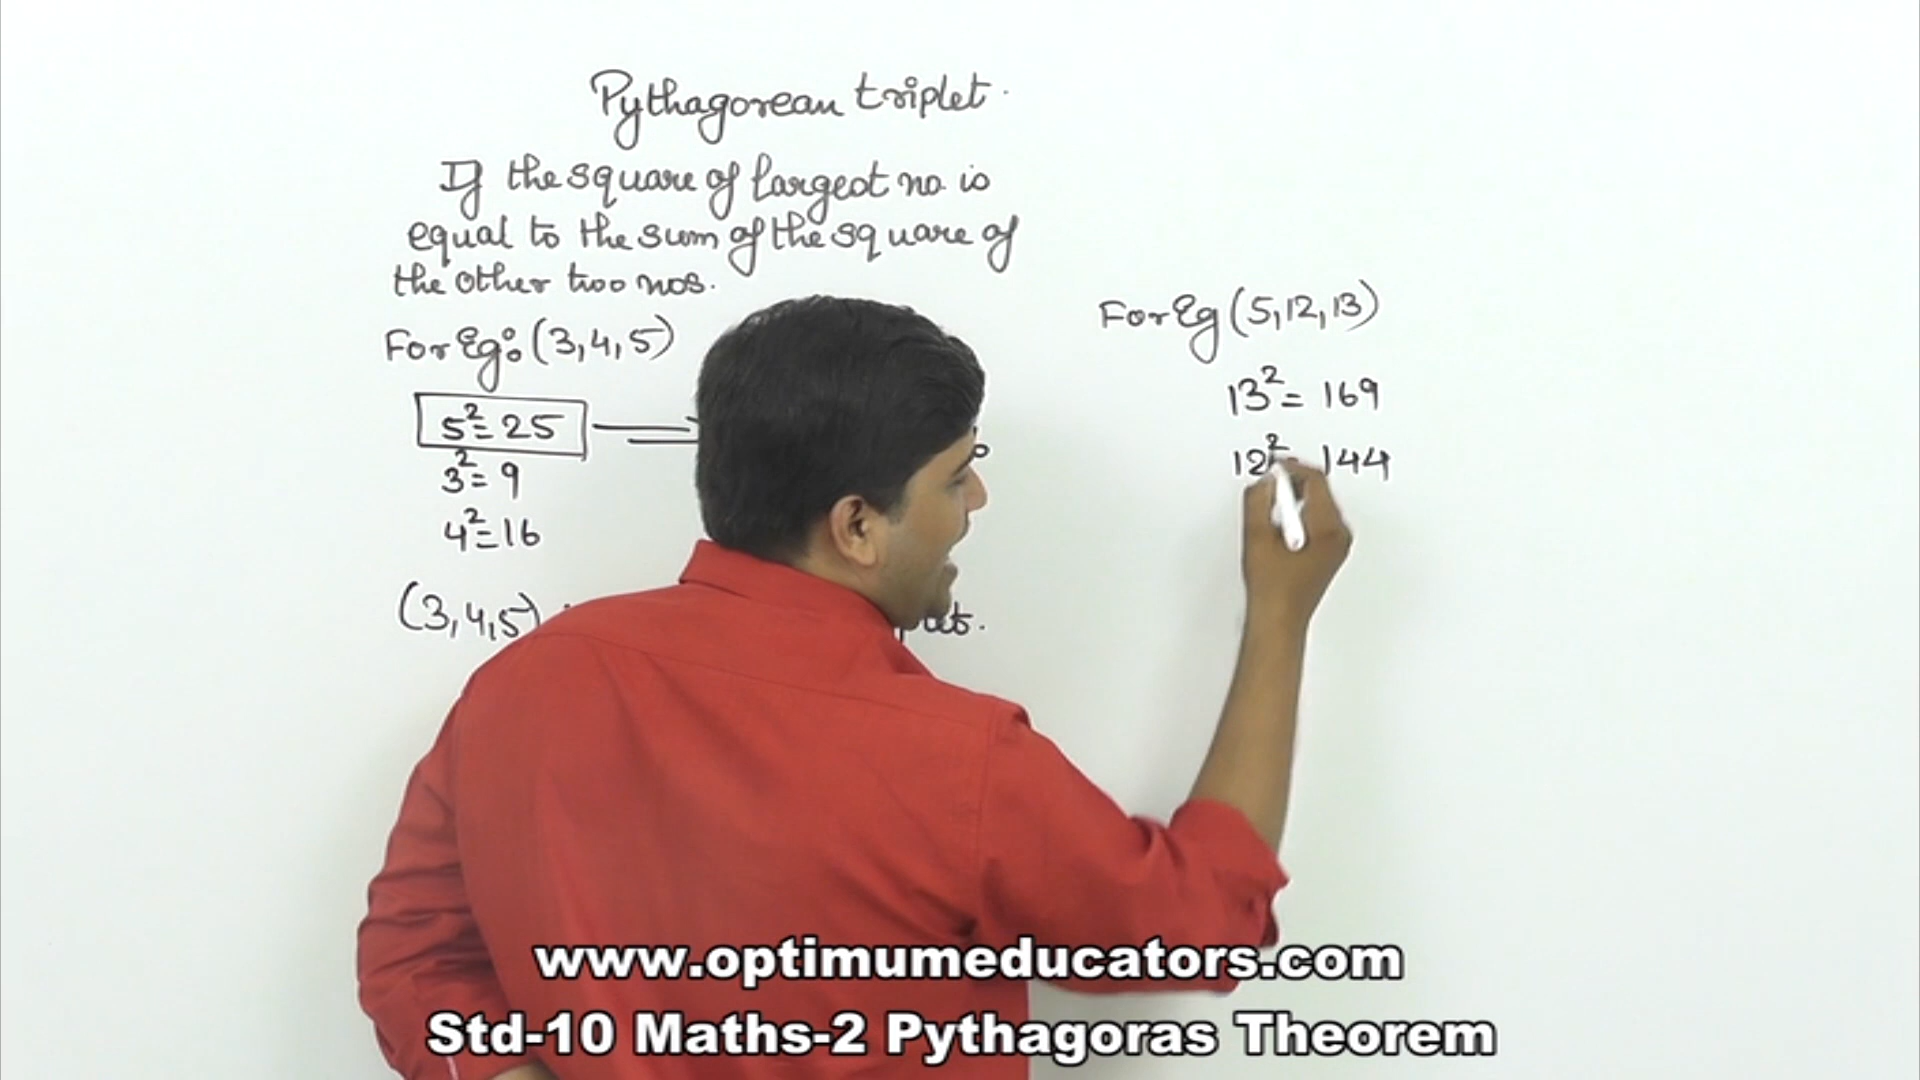 Pythagorean triplet.
If the square of largest no. is
equal to the sum of the square of
the other two nos.
For Eg: (3,4,5)
5² = 25
3² = 9
4² = 16
(3,4,5)
For Eg (5,12,13)
13² = 169
12² = 144
www.optimumeducators.com
Std-10 Maths-2 Pythagoras Theorem